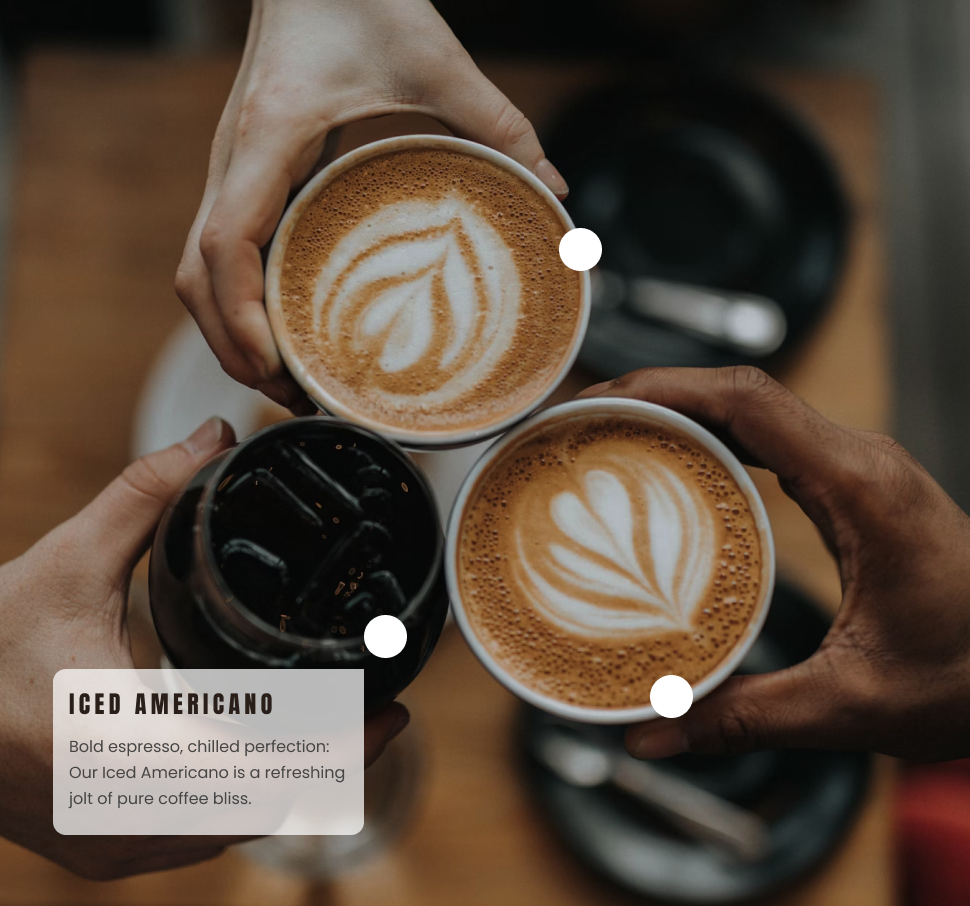 ICED AMERICANO
Bold espresso, chilled perfection:
Our Iced Americano is a refreshing
jolt of pure coffee bliss.